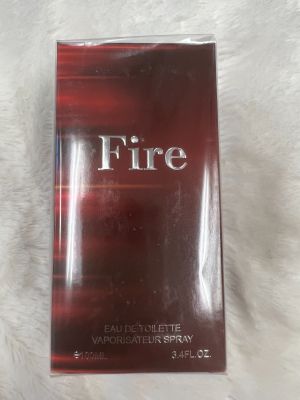 Fire
EAU DE TOILETTE
VAPORISATEUR SPRAY
℮100ML 3.4FL.OZ.